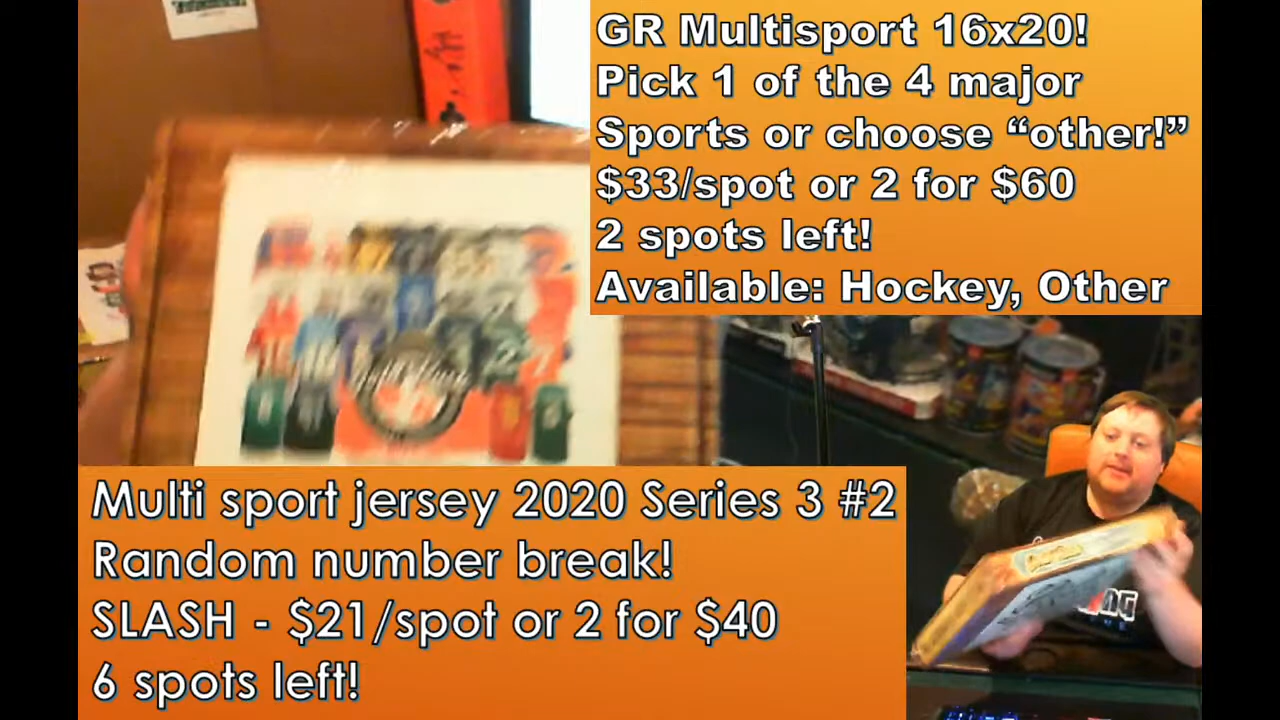 GR Multisport 16x20!
Pick 1 of the 4 major
Sports or choose “other!”
$33/spot or 2 for $60
2 spots left!
Available: Hockey, Other
Multi sport jersey 2020 Series 3 #2
Random number break!
SLASH - $21/spot or 2 for $40
6 spots left!